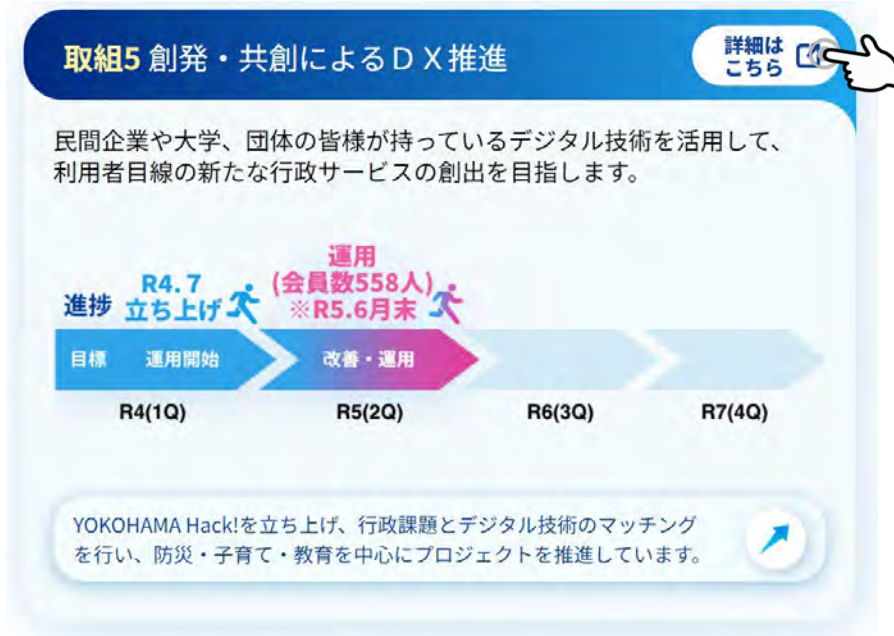 取組5 創発・共創によるＤＸ推進
詳細は
こちら
民間企業や大学、団体の皆様が持っているデジタル技術を活用して、
利用者目線の新たな行政サービスの創出を目指します。
進捗
R4.7
立ち上げ
運用
(会員数558人)
※R5.6月末
目標
運用開始
改善・運用
R4(1Q)
R5(2Q)
R6(3Q)
R7(4Q)
YOKOHAMA Hack!を立ち上げ、行政課題とデジタル技術のマッチング
を行い、防災・子育て・教育を中心にプロジェクトを推進しています。